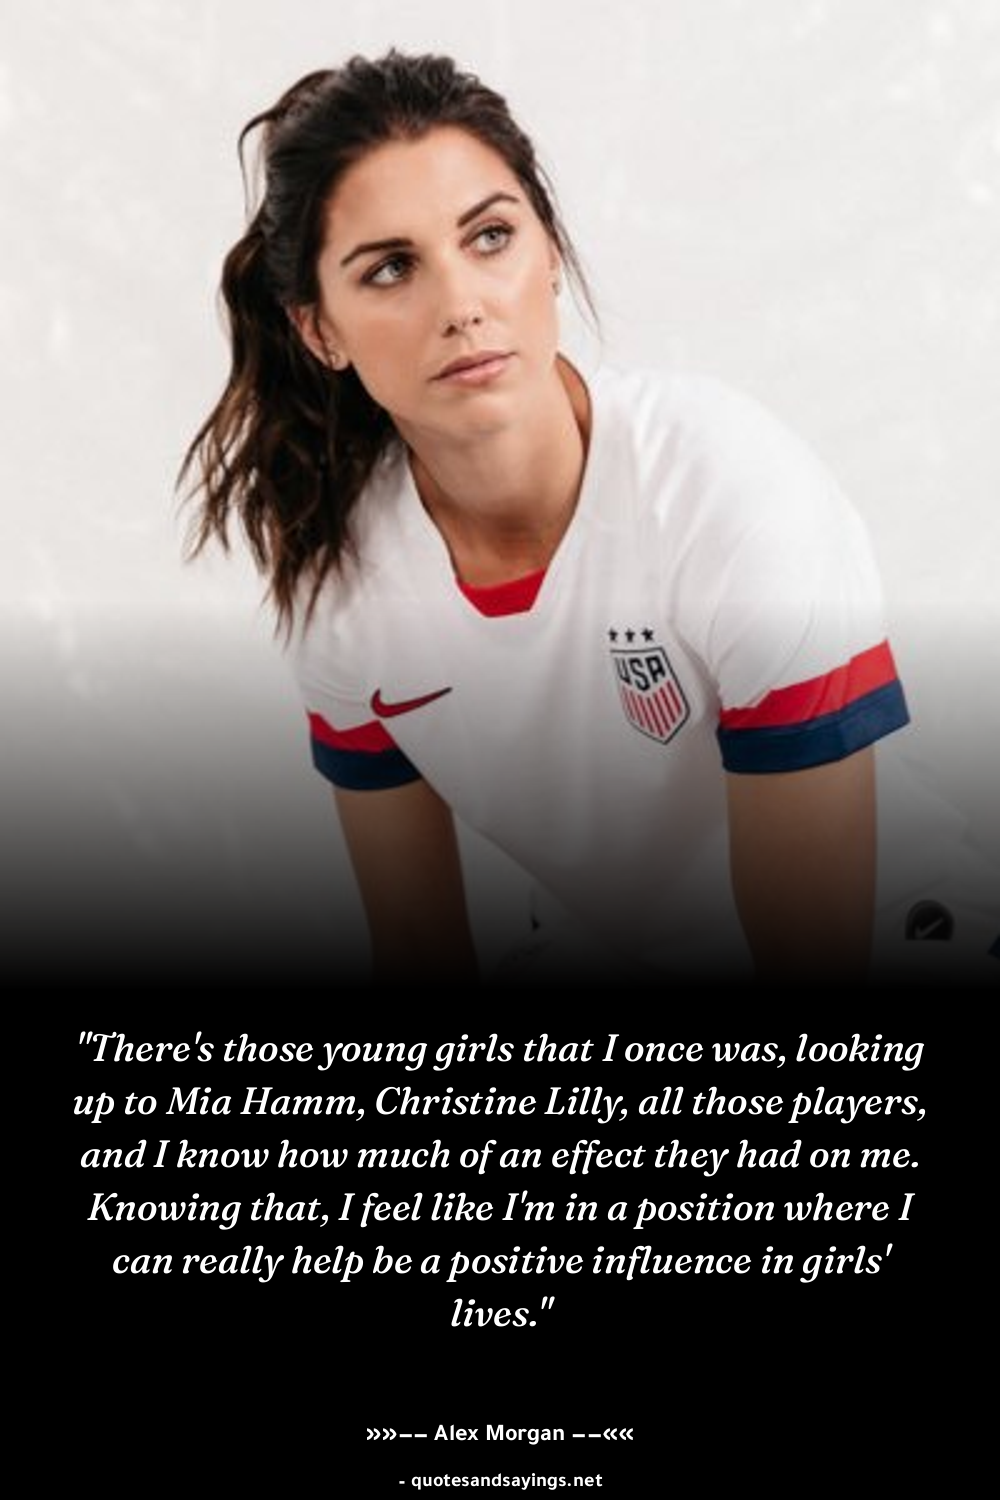 USA
"There's those young girls that I once was, looking
up to Mia Hamm, Christine Lilly, all those players,
and I know how much of an effect they had on me.
Knowing that, I feel like I'm in a position where I
can really help be a positive influence in girls'
lives."
»»–– Alex Morgan ––««
- quotesandsayings.net